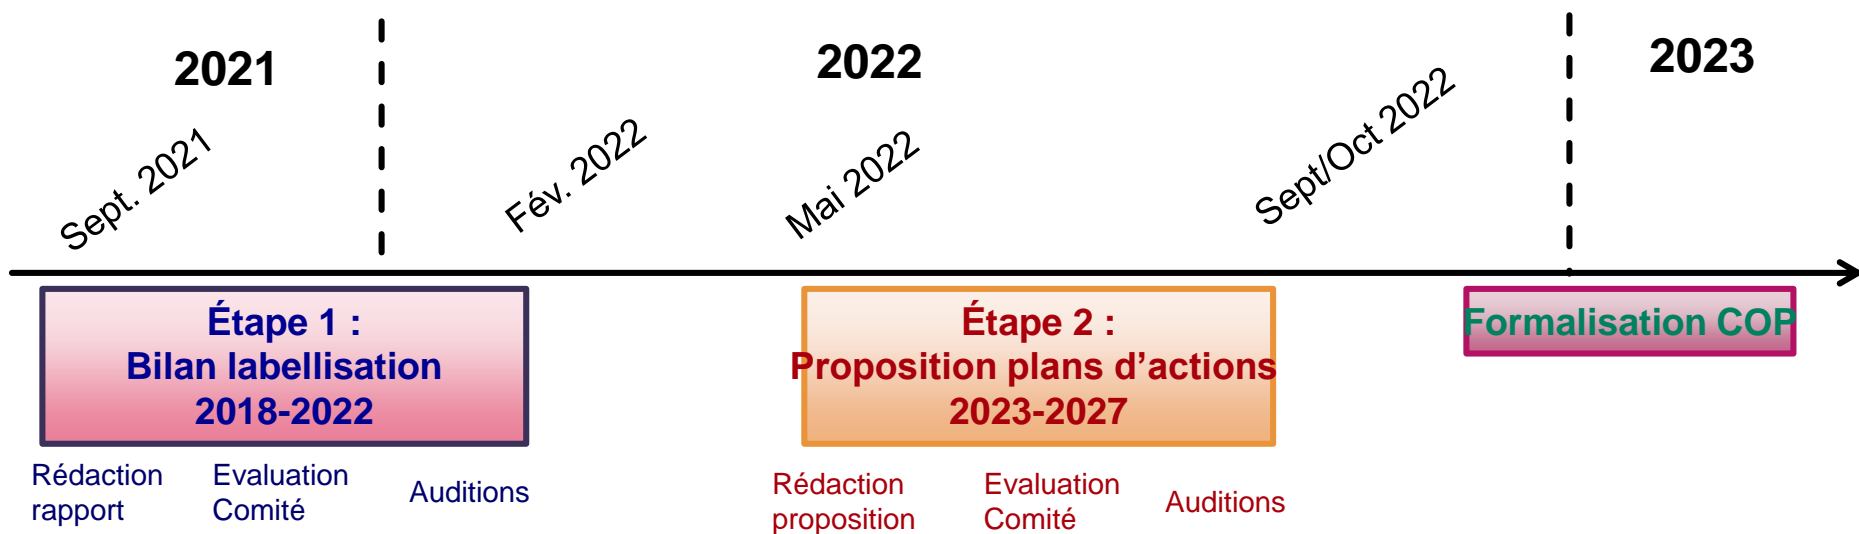 2021
2022
2023
Sept. 2021
Fév. 2022
Mai 2022
Sept/Oct 2022
Étape 1 :
Bilan labellisation
2018-2022
Étape 2 :
Proposition plans d’actions
2023-2027
Formalisation COP
Rédaction
rapport
Evaluation
Comité
Auditions
Rédaction
proposition
Evaluation
Comité
Auditions